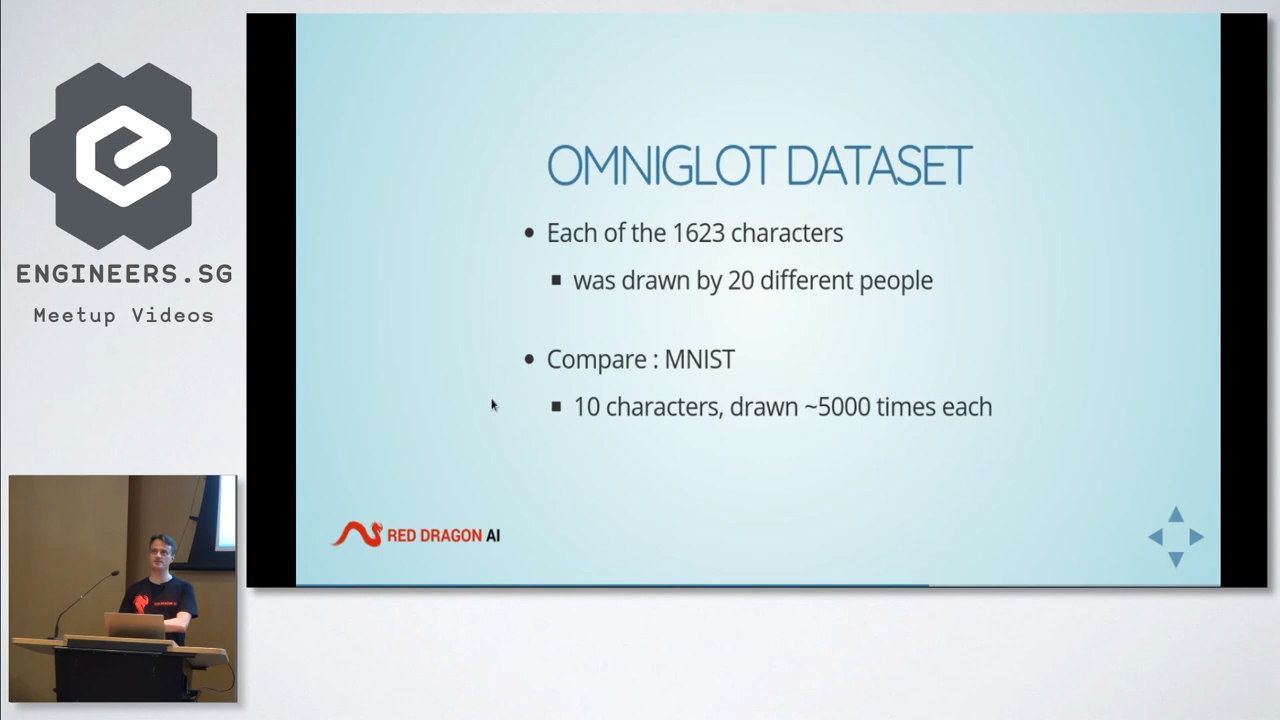 ENGINEERS.SG
Meetup Videos
OMNIGLOT DATASET
Each of the 1623 characters
was drawn by 20 different people
Compare : MNIST
10 characters, drawn ~5000 times each
RED DRAGON AI